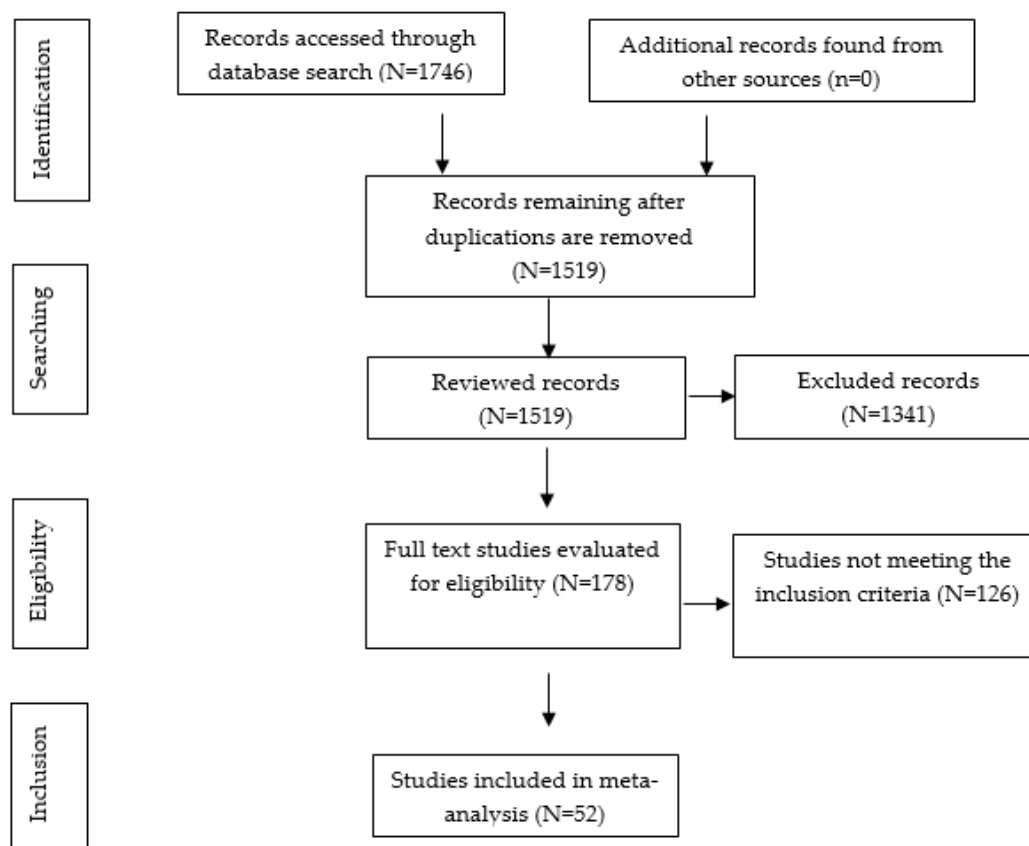 Identification
Records accessed through
database search (N=1746)
Additional records found from
other sources (n=0)
Records remaining after
duplications are removed
(N=1519)
Searching
Reviewed records
(N=1519)
Excluded records
(N=1341)
Eligibility
Full text studies evaluated
for eligibility (N=178)
Studies not meeting the
inclusion criteria (N=126)
Inclusion
Studies included in meta-
analysis (N=52)